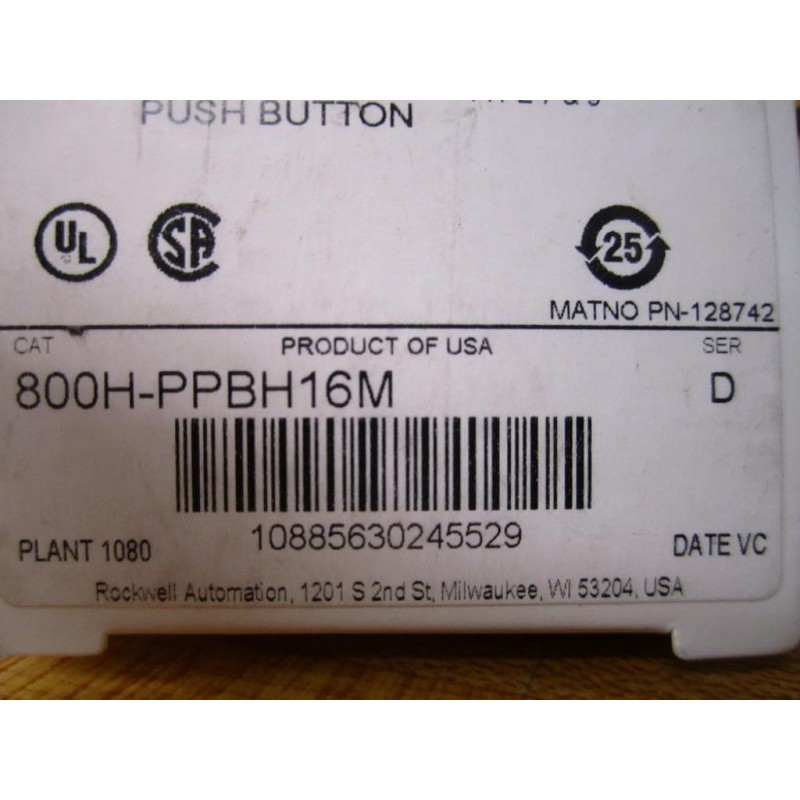 PUSH BUTTON
UL
SA
25
MATNO PN-128742
CAT PRODUCT OF USA SER
800H-PPBH16M D
10885630245529
PLANT 1080 DATE VC
Rockwell Automation, 1201 S 2nd St, Milwaukee, WI 53204, USA